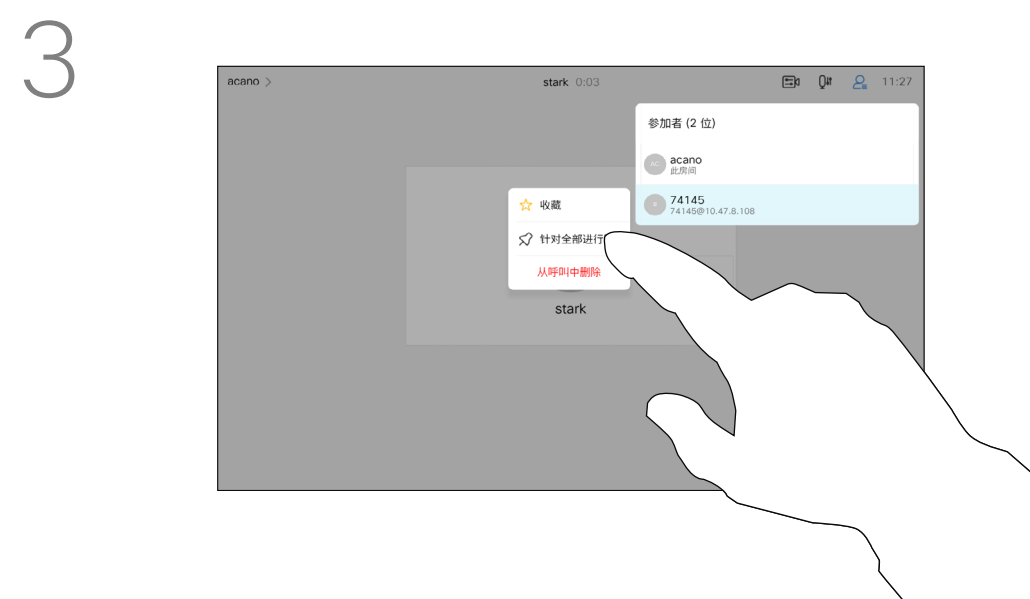 3
acano >
stark 0:03
11:27
参加者 (2 位)
AC
acano
此房间
74145
74145@10.47.8.108
收藏
针对全部进行
从呼叫中删除
stark